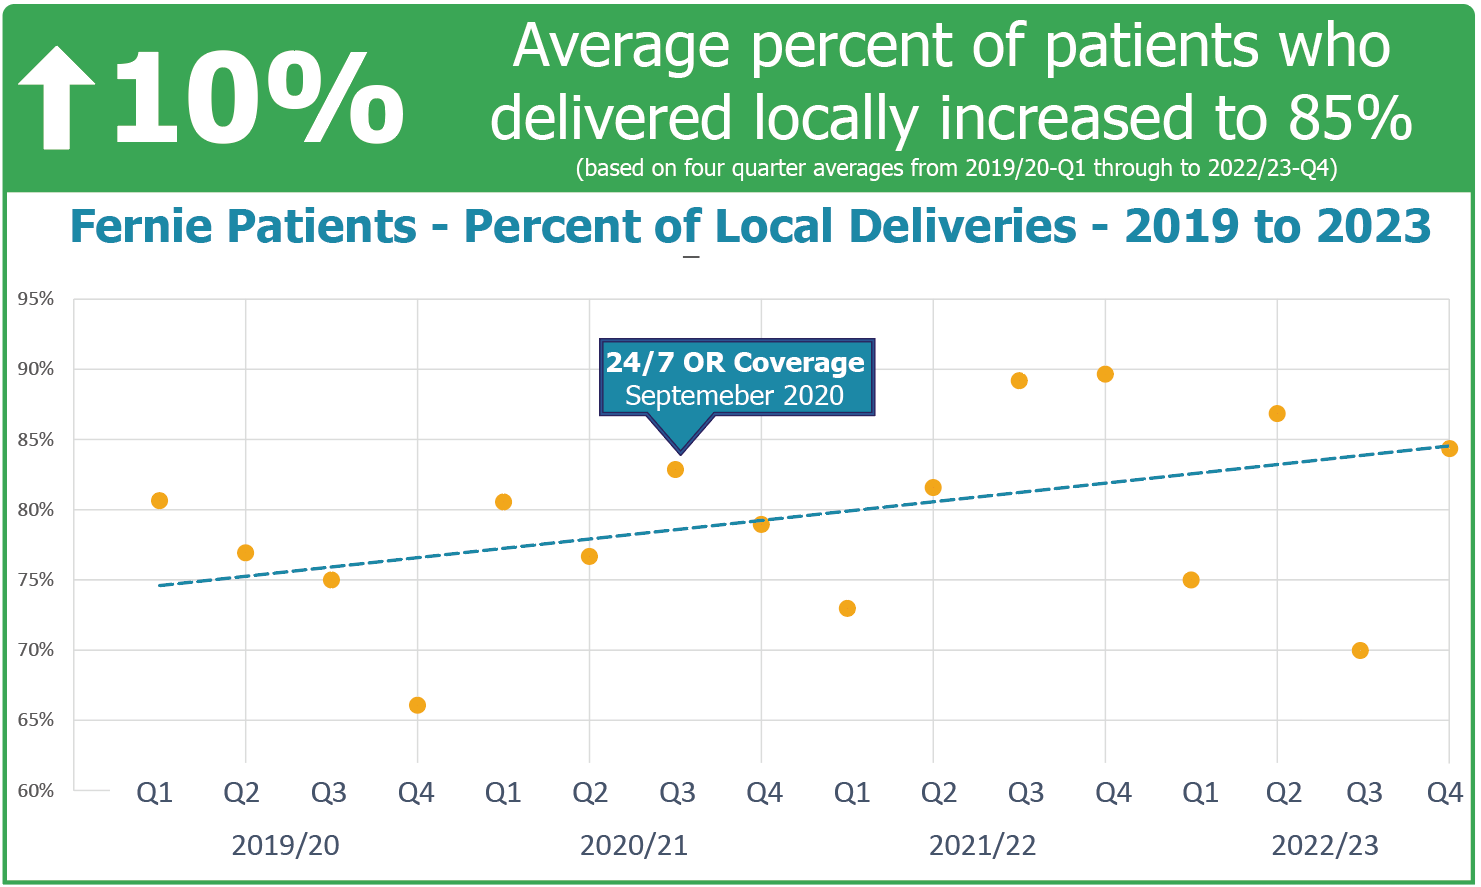 10%
Average percent of patients who
delivered locally increased to 85%
(based on four quarter averages from 2019/20-Q1 through to 2022/23-Q4)
Fernie Patients - Percent of Local Deliveries - 2019 to 2023
95%
90%
85%
80%
75%
70%
65%
60%
24/7 OR Coverage
Septemeber 2020
Q1 Q2 Q3 Q4 Q1 Q2 Q3 Q4 Q1 Q2 Q3 Q4 Q1 Q2 Q3 Q4
2019/20 2020/21 2021/22 2022/23